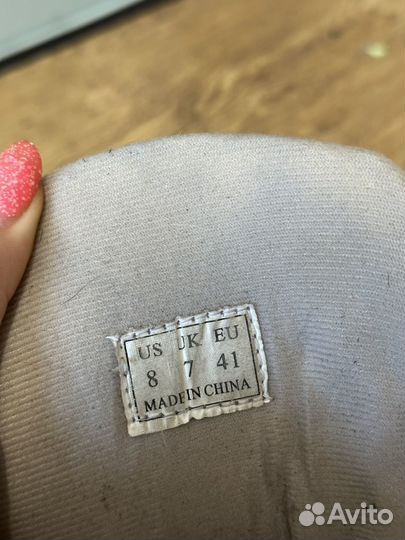 US UK EU
8 7 41
MADE IN CHINA
Avito